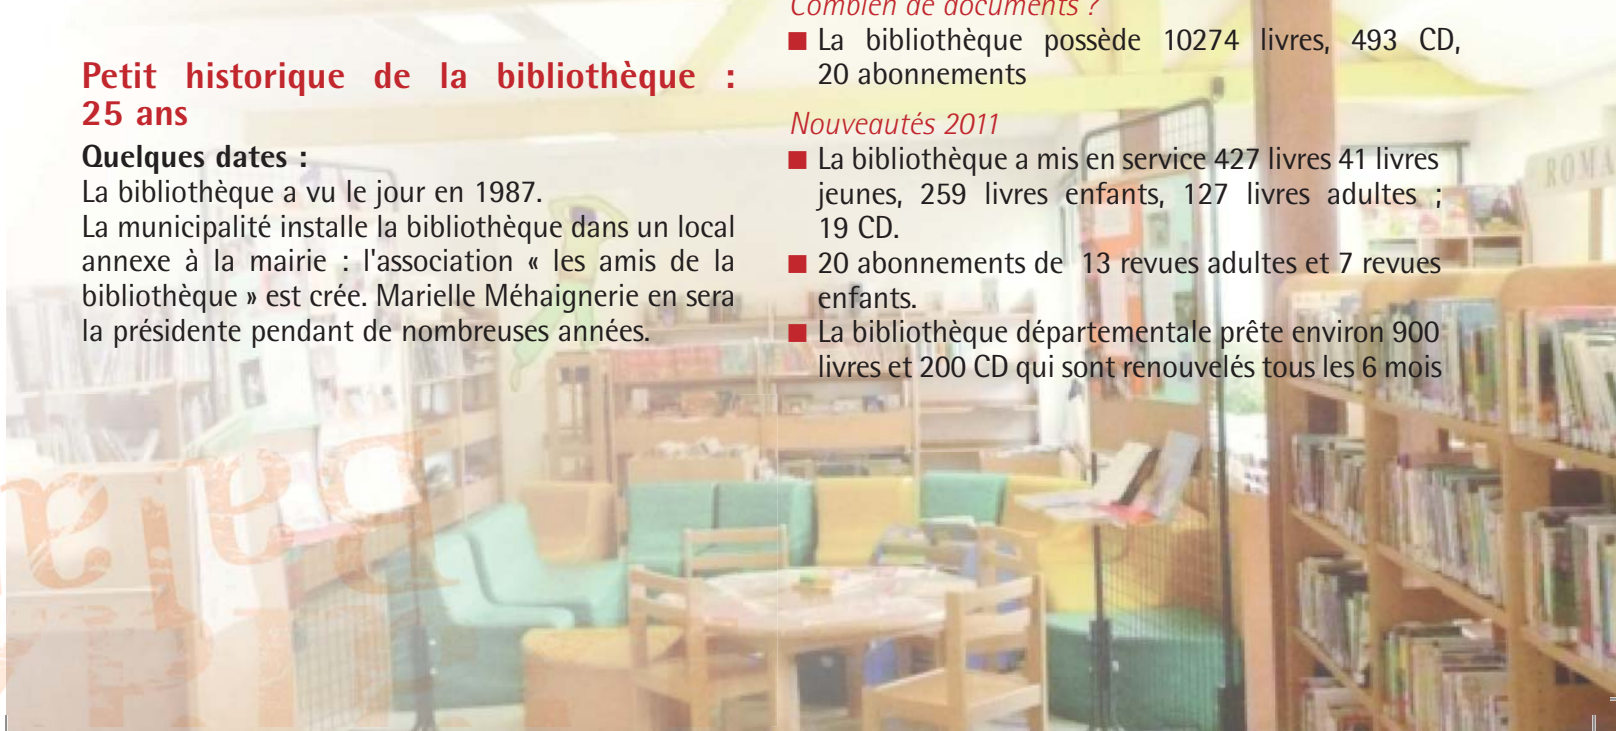 Petit historique de la bibliothèque :
25 ans
Quelques dates :
La bibliothèque a vu le jour en 1987.
La municipalité installe la bibliothèque dans un local
annexe à la mairie : l'association « les amis de la
bibliothèque » est crée. Marielle Méhaignerie en sera
la présidente pendant de nombreuses années.
Combien de documents ?
■ La bibliothèque possède 10274 livres, 493 CD,
20 abonnements
Nouveautés 2011
■ La bibliothèque a mis en service 427 livres 41 livres
jeunes, 259 livres enfants, 127 livres adultes ;
19 CD.
■ 20 abonnements de 13 revues adultes et 7 revues
enfants.
■ La bibliothèque départementale prête environ 900
livres et 200 CD qui sont renouvelés tous les 6 mois
ROMA